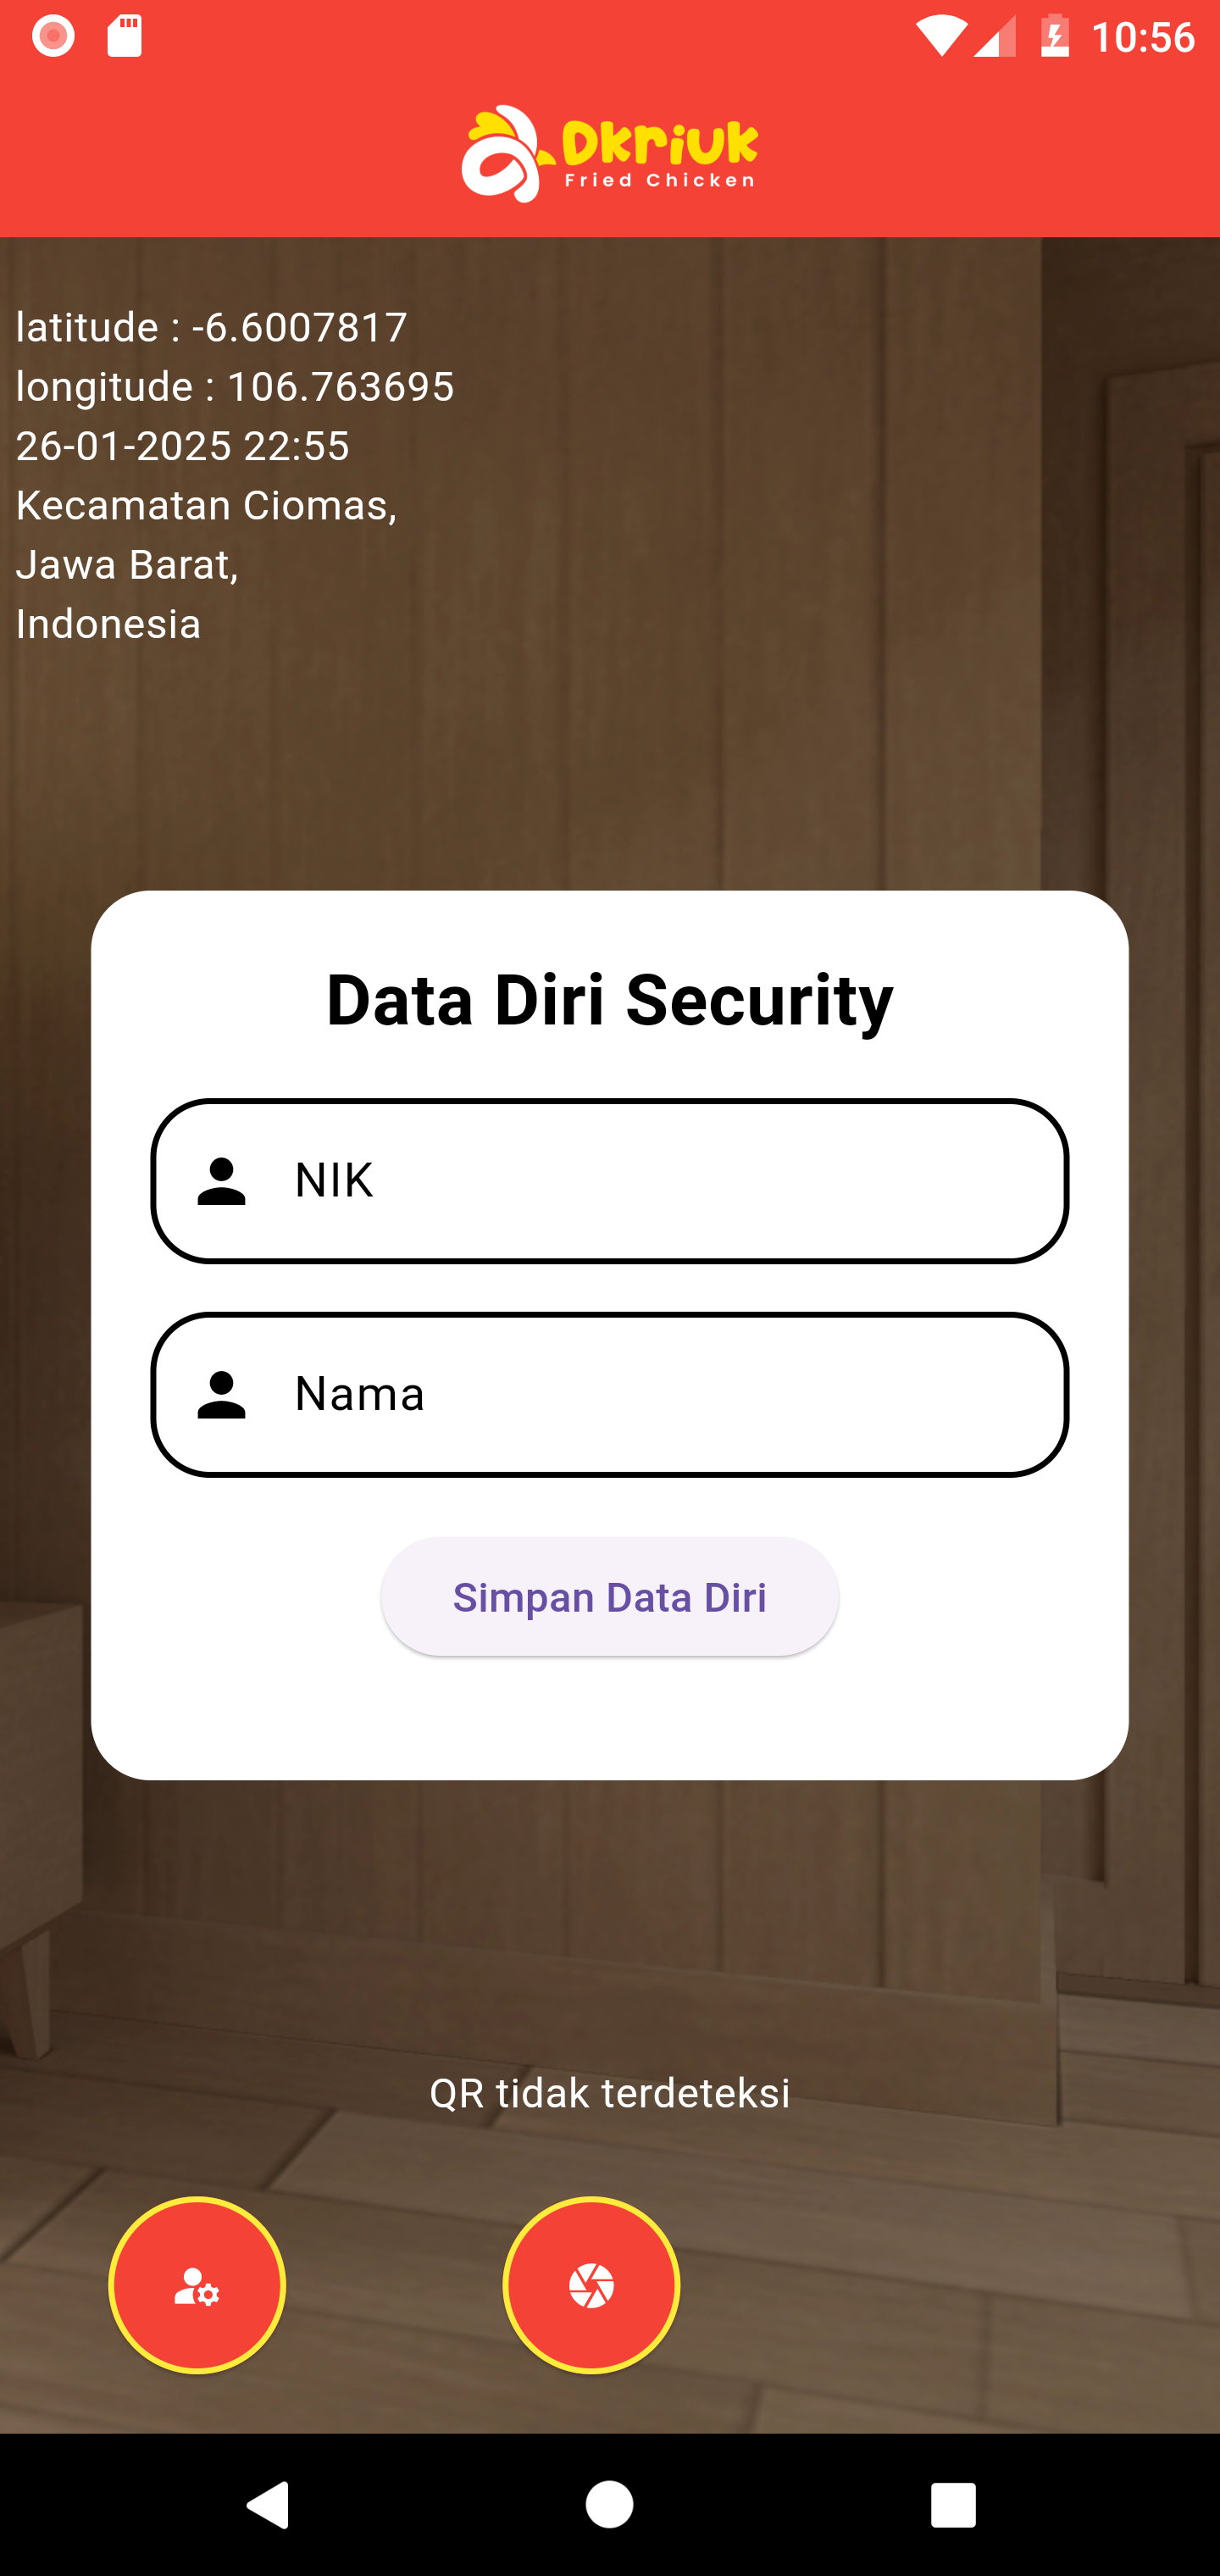 10:56
Dkriuk
Fried Chicken
latitude : -6.6007817
longitude : 106.763695
26-01-2025 22:55
Kecamatan Ciomas,
Jawa Barat,
Indonesia
Data Diri Security
NIK
Nama
Simpan Data Diri
QR tidak terdeteksi